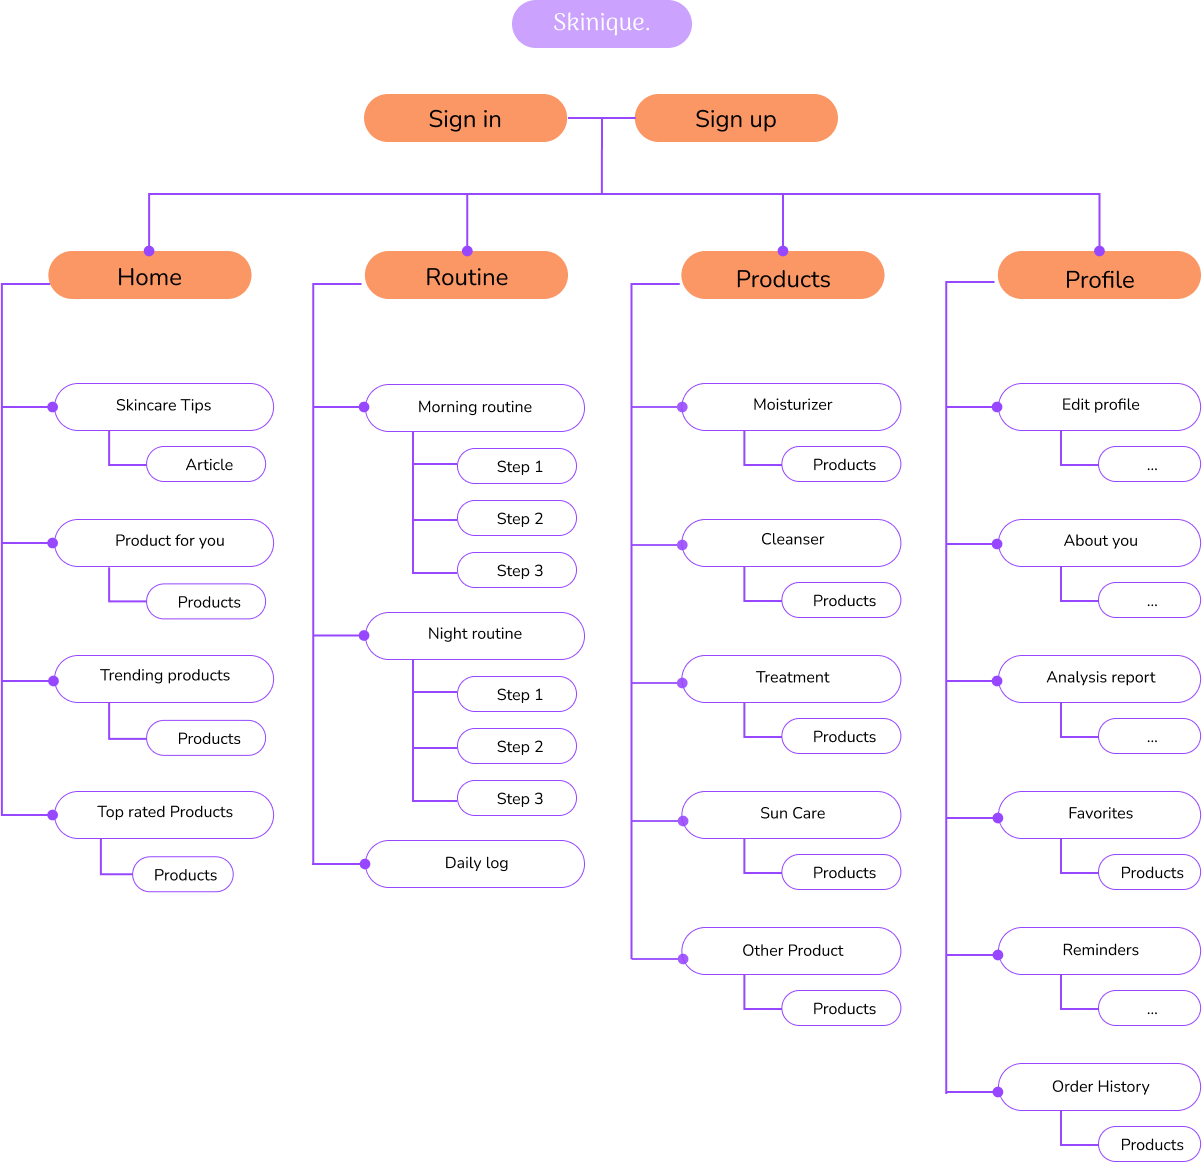 Skinique.
Sign in
Sign up
Home
Skincare Tips
Article
Product for you
Products
Trending products
Products
Top rated Products
Products
Routine
Morning routine
Step 1
Step 2
Step 3
Night routine
Step 1
Step 2
Step 3
Daily log
Products
Moisturizer
Products
Cleanser
Products
Treatment
Products
Sun Care
Products
Other Product
Products
Profile
Edit profile
...
About you
...
Analysis report
...
Favorites
Products
Reminders
...
Order History
Products